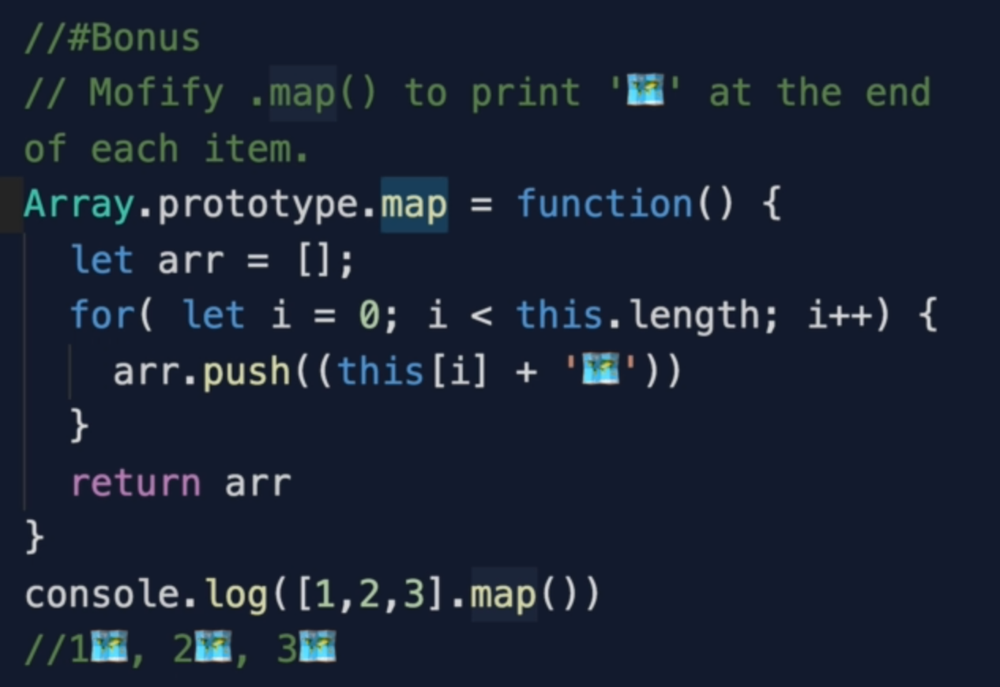 //#Bonus
// Mofify .map() to print '🗺️' at the end
of each item.
Array.prototype.map = function() {
let arr = [];
for( let i = 0; i < this.length; i++) {
arr.push((this[i] + '🗺️'))
}
return arr
}
console.log([1,2,3].map())
//1🗺️, 2🗺️, 3🗺️